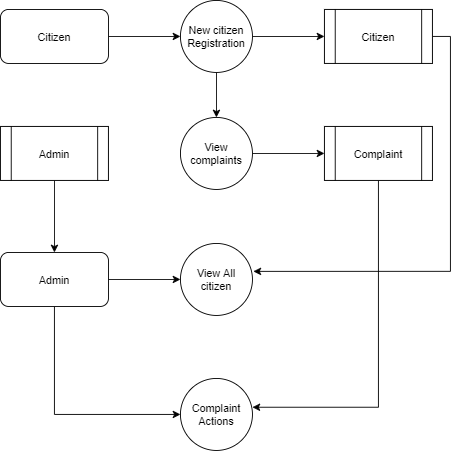 Citizen
New citizen
Registration
Citizen
Admin
View
complaints
Complaint
Admin
View All
citizen
Complaint
Actions